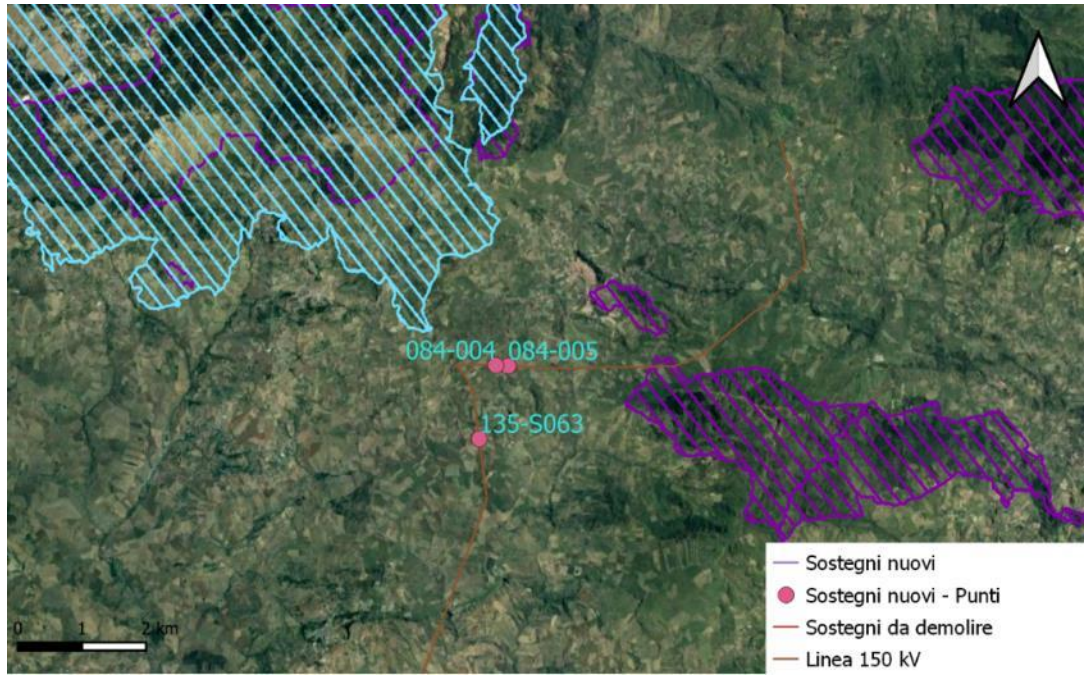 084-004 084-005
135-S063
0 1 2 km
Sostegni nuovi
Sostegni nuovi - Punti
Sostegni da demolire
Linea 150 kV